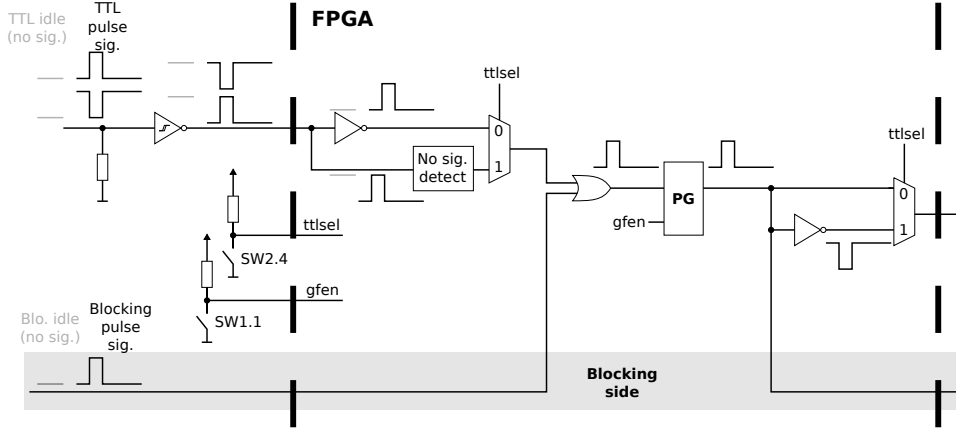 TTL idle
(no sig.)
TTL
pulse
sig.
FPGA
ttlsel
0
1
No sig.
detect
ttlsel
SW2.4
gfen
SW1.1
gfen
PG
ttlsel
0
1
Blo. idle
(no sig.)
Blocking
pulse
sig.
Blocking
side